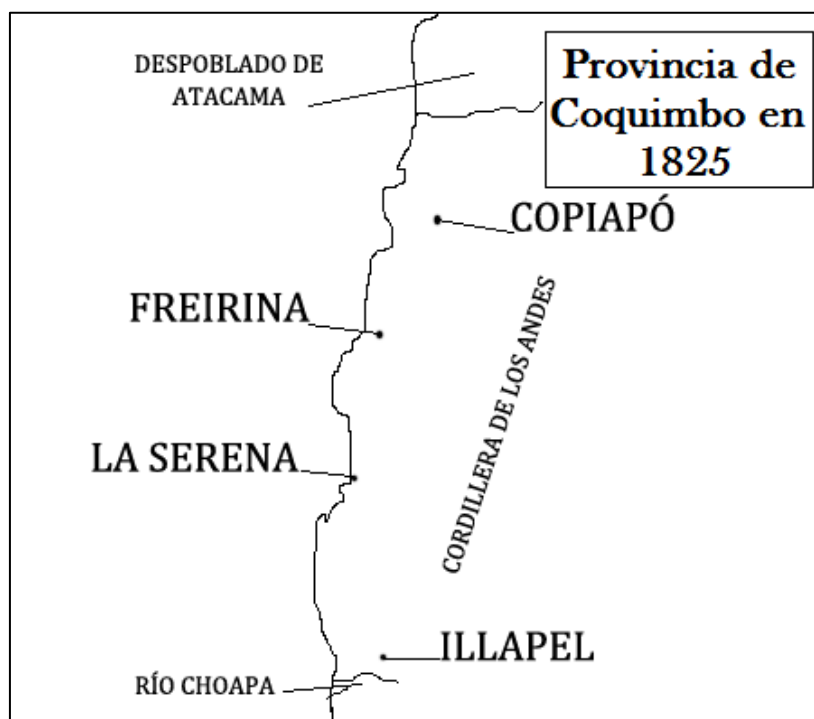 DESPOBLADO DE
ATACAMA
Provincia de
Coquimbo en
1825
COPIAPÓ
FREIRINA
CORDILLERA DE LOS ANDES
LA SERENA
ILLAPEL
RÍO CHOAPA